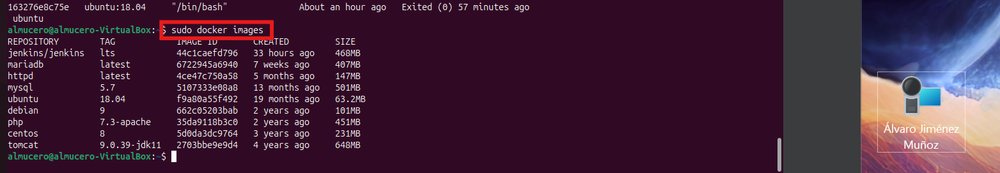 163276e8c75e   ubuntu:18.04     "/bin/bash"              About an hour ago   Exited (0) 57 minutes ago
 ubuntu
almucero@almucero-VirtualBox:~$ sudo docker images
REPOSITORY        TAG            IMAGE ID       CREATED         SIZE
jenkins/jenkins   lts            44c1caefd796   33 hours ago    468MB
mariadb           latest         6722945a6940   7 weeks ago     407MB
httpd             latest         4ce47c750a58   5 months ago    147MB
mysql             5.7            5107333e08a8   13 months ago   501MB
ubuntu            18.04          f9a80a55f492   19 months ago   63.2MB
debian            9              662c05203bab   2 years ago     101MB
php               7.3-apache     35da9118b3c0   2 years ago     451MB
centos            8              5d0da3dc9764   3 years ago     231MB
tomcat            9.0.39-jdk11   2703bbe9e9d4   4 years ago     648MB
almucero@almucero-VirtualBox:~$
Álvaro Jiménez
Muñoz